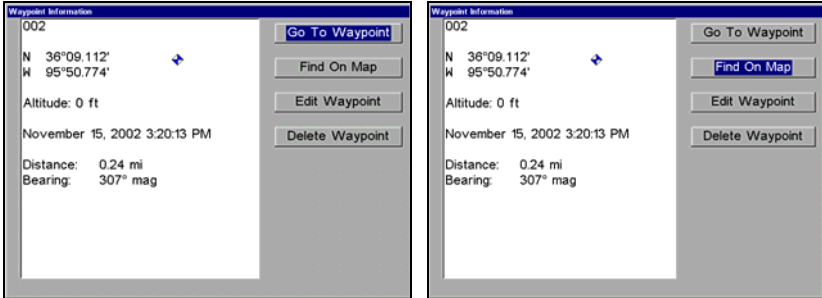 Waypoint Information
002
N 36°09.112'
W 95°50.774'
Altitude: 0 ft
November 15, 2002 3:20:13 PM
Distance: 0.24 mi
Bearing: 307° mag
Go To Waypoint
Find On Map
Edit Waypoint
Delete Waypoint
Waypoint Information
002
N 36°09.112'
W 95°50.774'
Altitude: 0 ft
November 15, 2002 3:20:13 PM
Distance: 0.24 mi
Bearing: 307° mag
Go To Waypoint
Find On Map
Edit Waypoint
Delete Waypoint